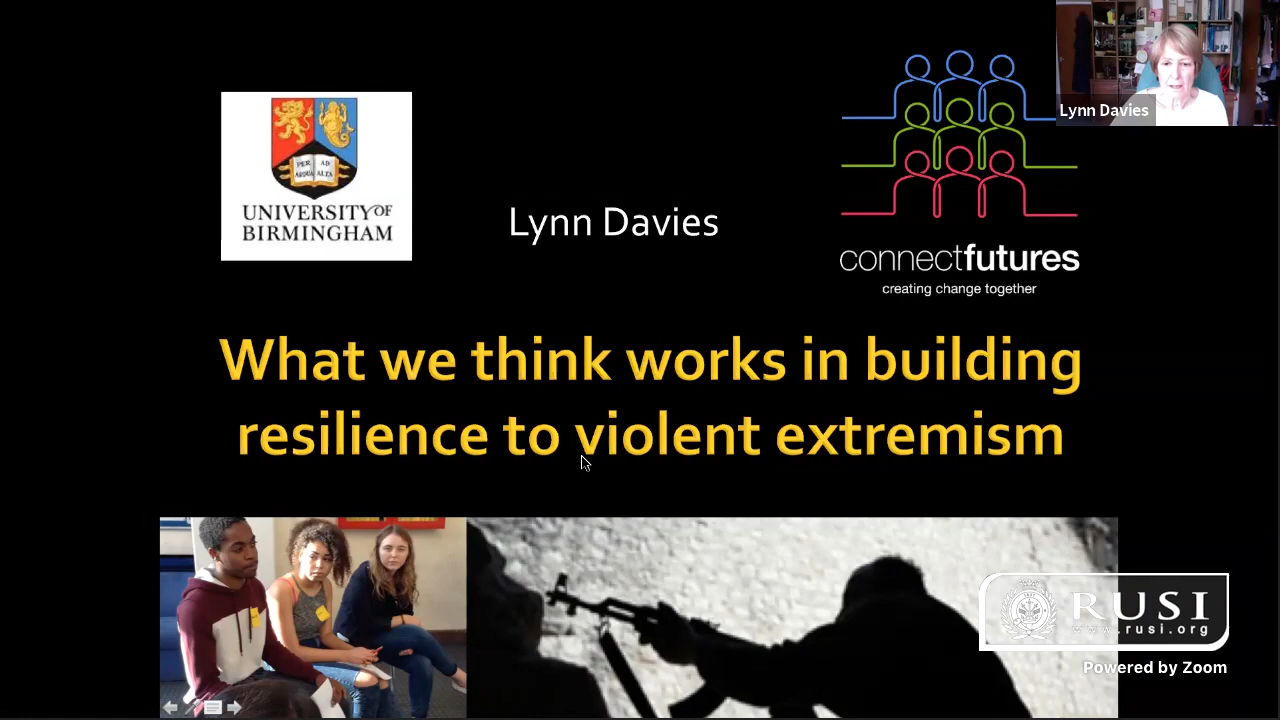 Lynn Davies
PER AD
ARDUA ALTA
UNIVERSITY OF
BIRMINGHAM
Lynn Davies
connectfutures
creating change together
What we think works in building
resilience to violent extremism
RUSI
www.rusi.org
Powered by Zoom